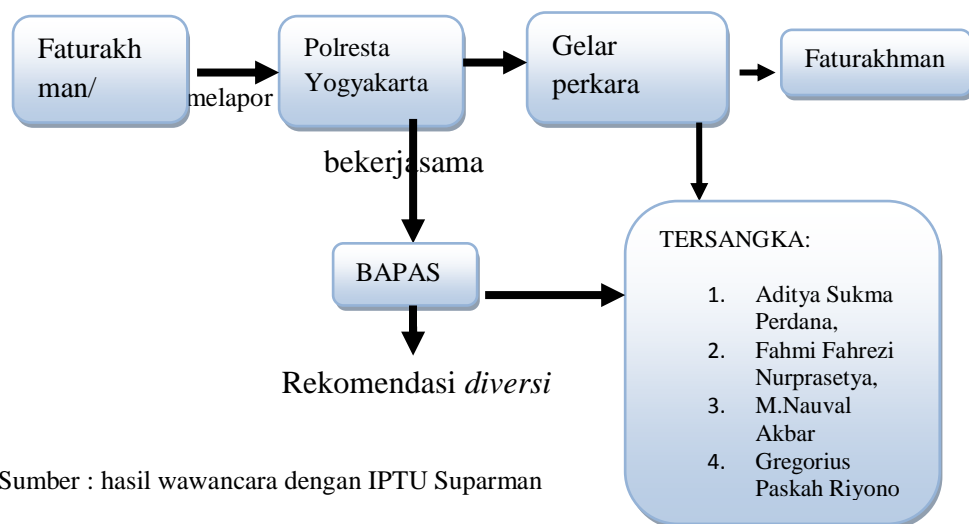 Faturakh
man/
melapor
Polresta
Yogyakarta
Gelar
perkara
Faturakhman
bekerjasama
BAPAS
Rekomendasi diversi
TERSANGKA:
1. Aditya Sukma
Perdana,
2. Fahmi Fahrezi
Nurprasetya,
3. M.Nauval
Akbar
4. Gregorius
Paskah Riyono
Sumber : hasil wawancara dengan IPTU Suparman